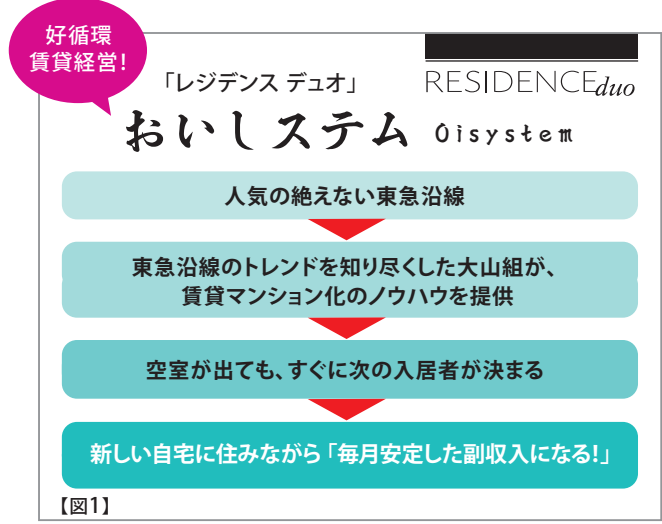 好循環
賃貸経営!
「レジデンス デュオ」
RESIDENCEduo
おいしステム Oisystem
人気の絶えない東急沿線
東急沿線のトレンドを知り尽くした大山組が、
賃貸マンション化のノウハウを提供
空室が出ても、すぐに次の入居者が決まる
新しい自宅に住みながら「毎月安定した副収入になる!」
【図1】